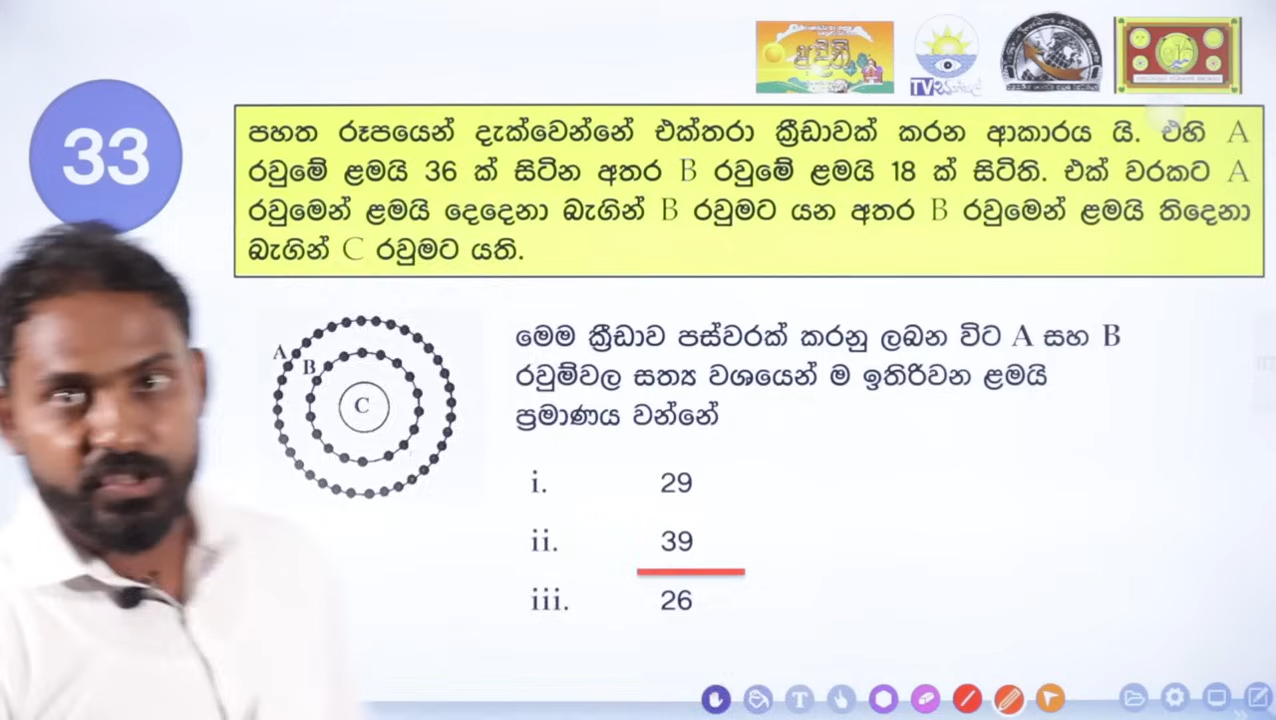 අදිති
TVසඳැස්
33
පහත රූපයෙන් දැක්වෙන්නේ එක්තරා ක්‍රීඩාවක් කරන ආකාරය යි. එහි A
රවුමේ ළමයි 36 ක් සිටින අතර B රවුමේ ළමයි 18 ක් සිටිති. එක් වරකට A
රවුමෙන් ළමයි දෙදෙනා බැගින් B රවුමට යන අතර B රවුමෙන් ළමයි තිදෙනා
බැගින් C රවුමට යති.
A
B
C
මෙම ක්‍රීඩාව පස්වරක් කරනු ලබන විට A සහ B
රවුම්වල සත්‍ය වශයෙන් ම ඉතිරිවන ළමයි
ප්‍රමාණය වන්නේ
i. 29
ii. 39
iii. 26